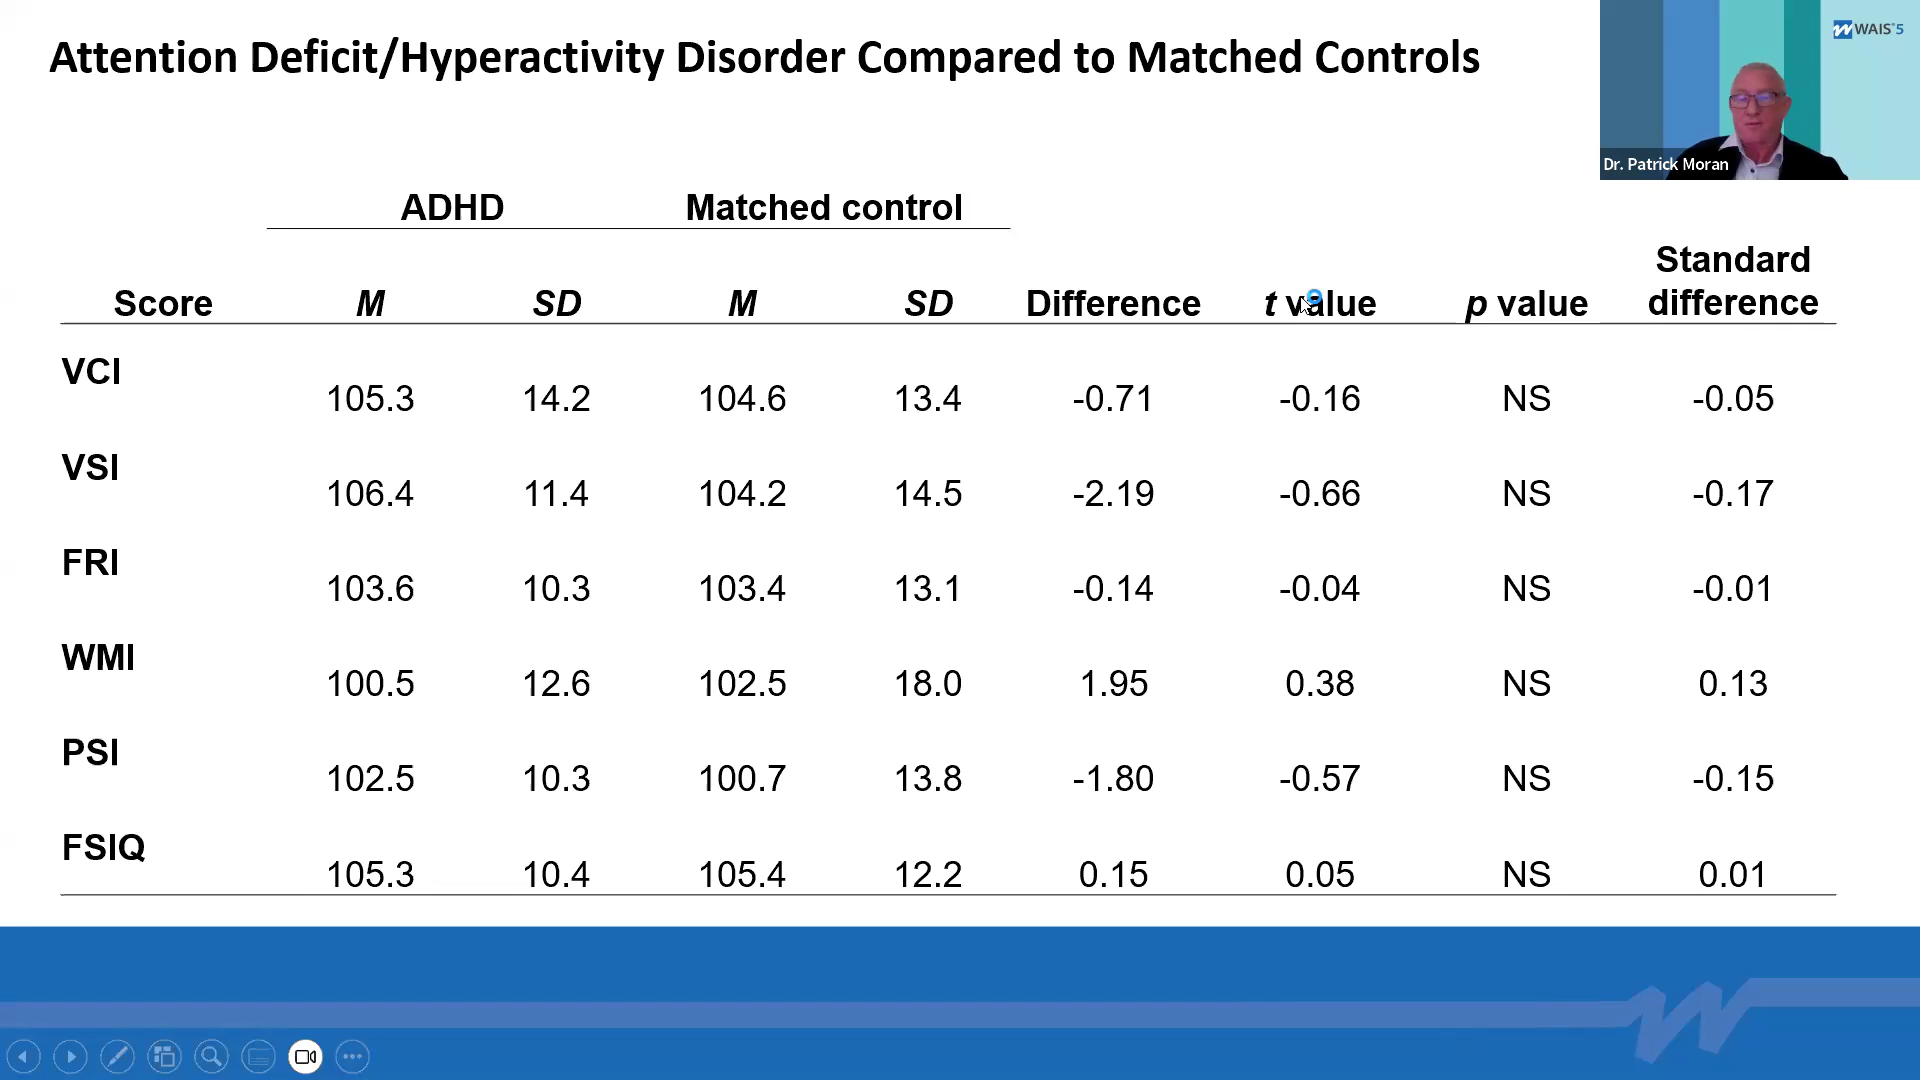 Attention Deficit/Hyperactivity Disorder Compared to Matched Controls
WAIS®5
Dr. Patrick Moran
ADHD Matched control
Score M SD M SD Difference t value p value Standard difference
VCI 105.3 14.2 104.6 13.4 -0.71 -0.16 NS -0.05
VSI 106.4 11.4 104.2 14.5 -2.19 -0.66 NS -0.17
FRI 103.6 10.3 103.4 13.1 -0.14 -0.04 NS -0.01
WMI 100.5 12.6 102.5 18.0 1.95 0.38 NS 0.13
PSI 102.5 10.3 100.7 13.8 -1.80 -0.57 NS -0.15
FSIQ 105.3 10.4 105.4 12.2 0.15 0.05 NS 0.01